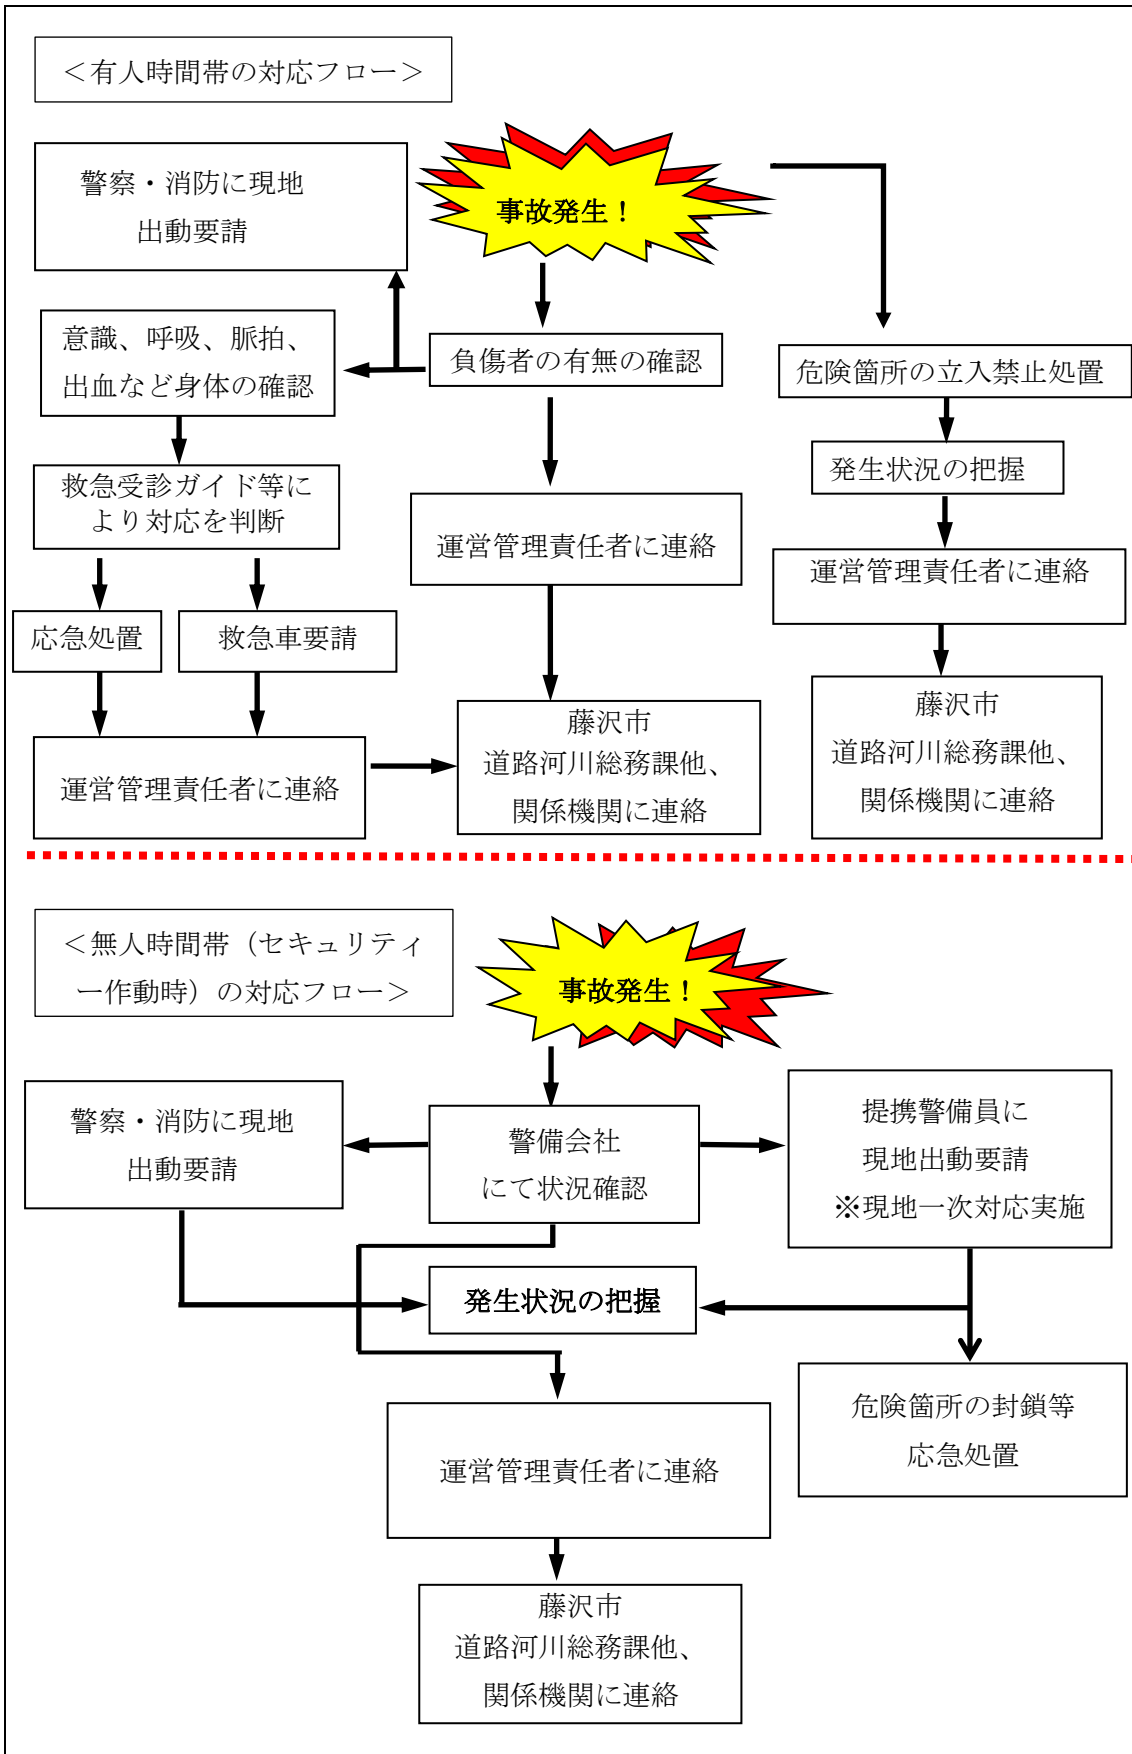 ＜有人時間帯の対応フロー＞
警察・消防に現地
出動要請
事故発生！
意識、呼吸、脈拍、
出血など身体の確認
負傷者の有無の確認
危険箇所の立入禁止処置
発生状況の把握
救急受診ガイド等に
より対応を判断
運営管理責任者に連絡
運営管理責任者に連絡
応急処置
救急車要請
運営管理責任者に連絡
藤沢市
道路河川総務課他、
関係機関に連絡
藤沢市
道路河川総務課他、
関係機関に連絡
＜無人時間帯（セキュリティ
ー作動時）の対応フロー＞
事故発生！
警察・消防に現地
出動要請
警備会社
にて状況確認
提携警備員に
現地出動要請
※現地一次対応実施
発生状況の把握
危険箇所の封鎖等
応急処置
運営管理責任者に連絡
藤沢市
道路河川総務課他、
関係機関に連絡